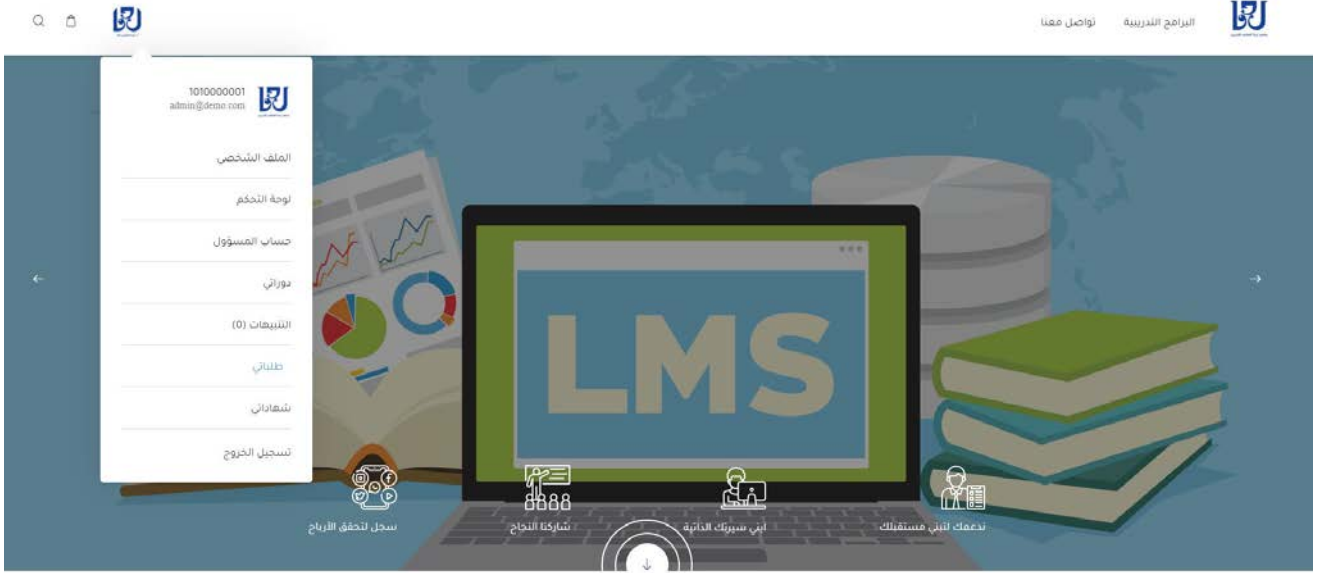 البرامج التدريبية
تواصل معنا
1010000001
admin@demo.com
الملف الشخصي
لوحة التحكم
حساب المسؤول
دوراتي
التنبيهات (0)
طلباتي
شهاداتي
تسجيل الخروج
LMS
ندعمك لتبني مستقبلك
ابني سيرتك الذاتية
شاركنا النجاح
سجل لتحقق الأرباح